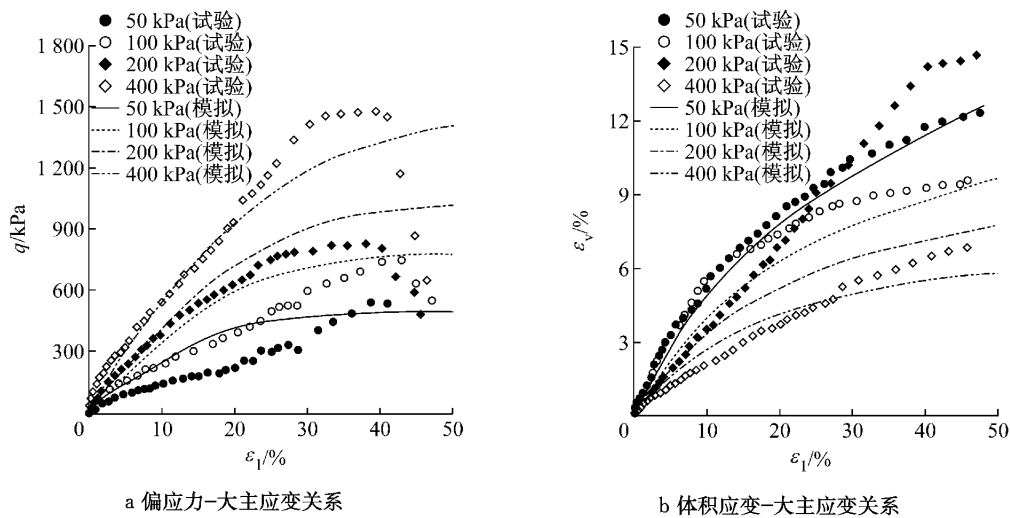 1 800
1 500
1 200
900
600
300
0
10
20
30
40
50
q/kPa
ε1/%
50 kPa(试验)
100 kPa(试验)
200 kPa(试验)
400 kPa(试验)
50 kPa(模拟)
100 kPa(模拟)
200 kPa(模拟)
400 kPa(模拟)
a 偏应力-大主应变关系
15
12
9
6
3
0
10
20
30
40
50
εv/%
ε1/%
50 kPa(试验)
100 kPa(试验)
200 kPa(试验)
400 kPa(试验)
50 kPa(模拟)
100 kPa(模拟)
200 kPa(模拟)
400 kPa(模拟)
b 体积应变-大主应变关系